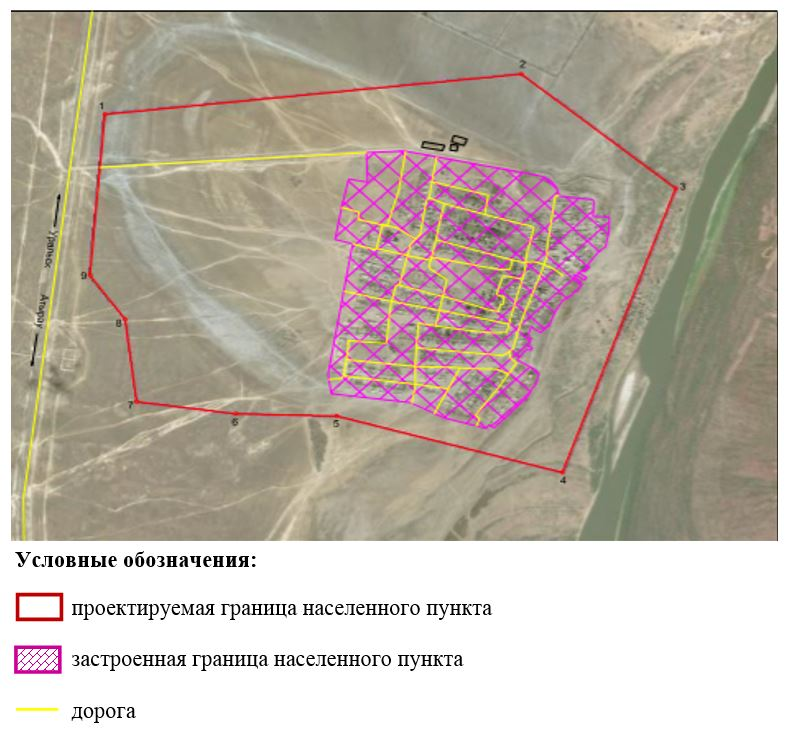 1
2
3
Уральск
Атырау
9
8
7
6
5
4
Условные обозначения:
проектируемая граница населенного пункта
застроенная граница населенного пункта
дорога